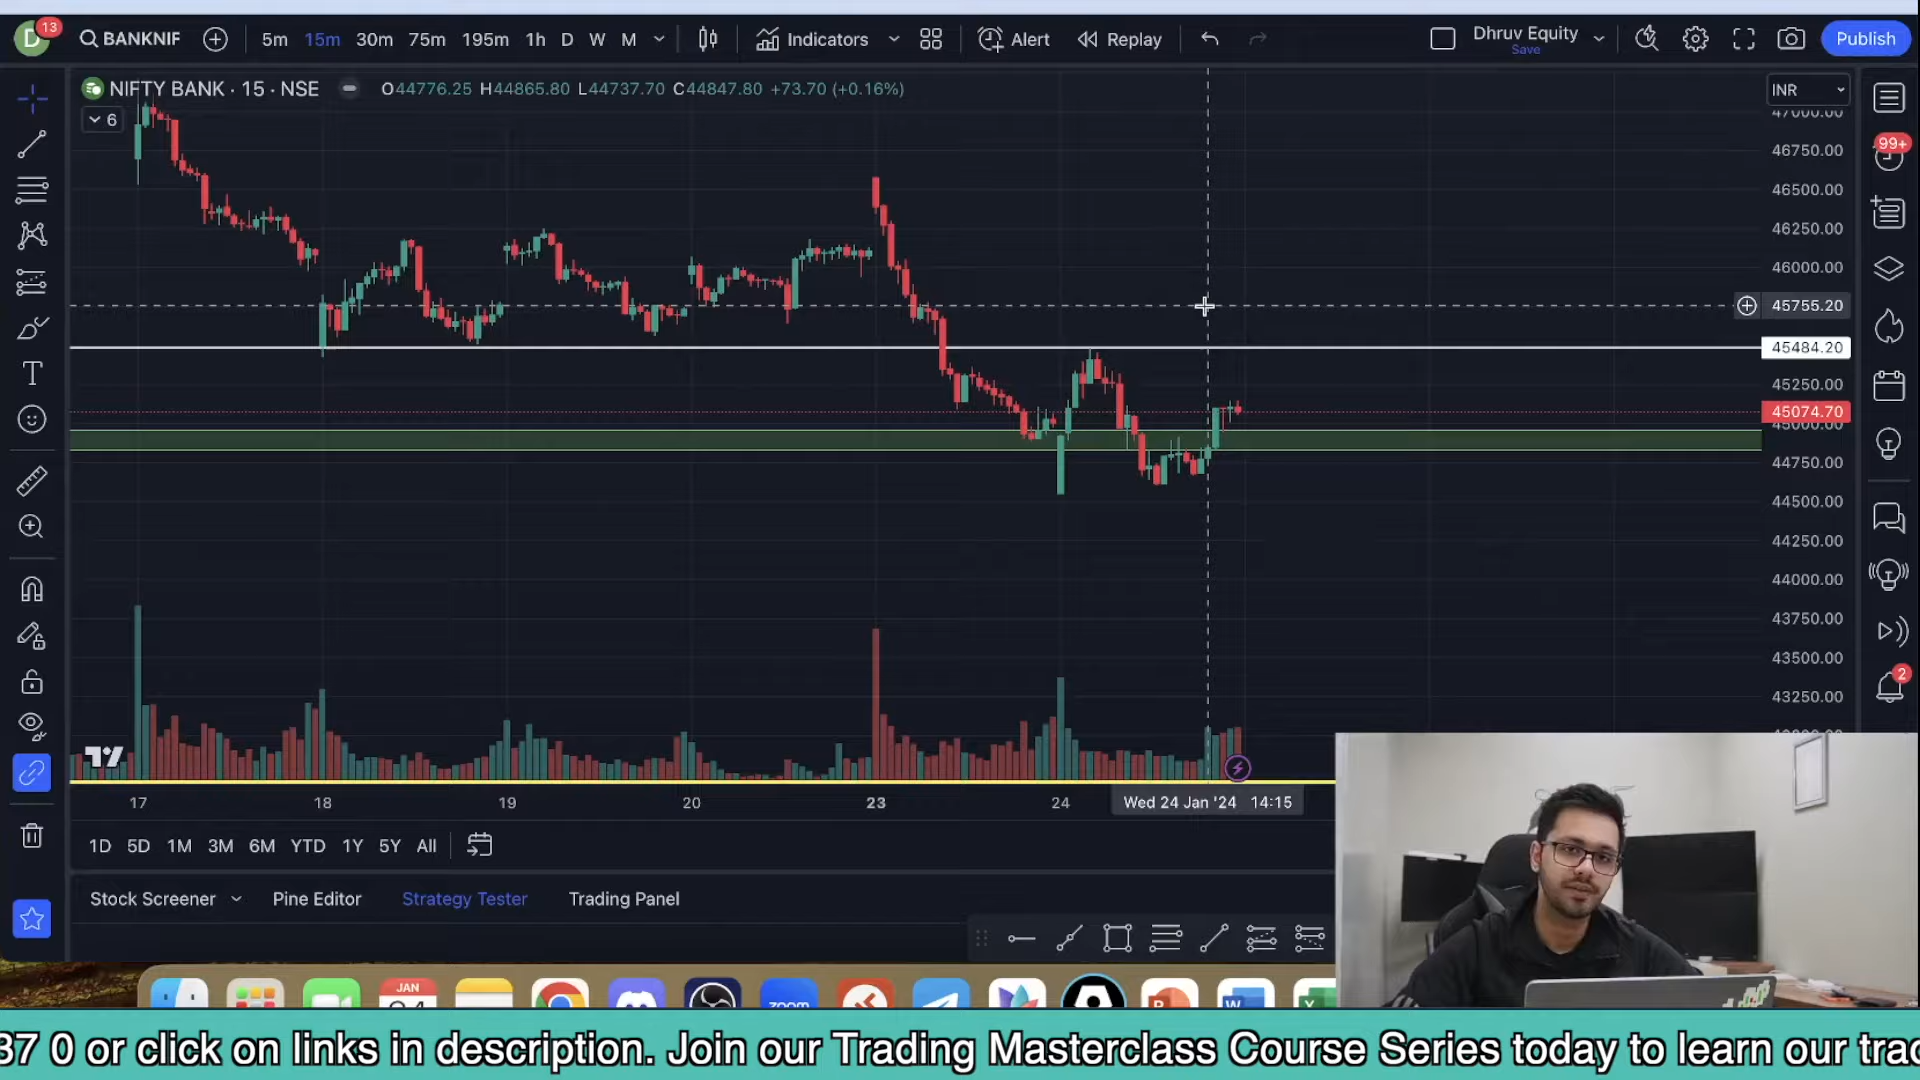 D 13 BANKNIF 5m 15m 30m 75m 195m 1h D W M Indicators Alert Replay Dhruv Equity Save Publish
NIFTY BANK · 15 · NSE O44776.25 H44865.80 L44737.70 C44847.80 +73.70 (+0.16%) INR
6
47000.00
46750.00
99+
46500.00
46250.00
46000.00
45755.20
45484.20
45250.00
45074.70
45000.00
44750.00
44500.00
44250.00
44000.00
43750.00
43500.00
43250.00
2
17 18 19 20 23 24 Wed 24 Jan '24 14:15
1D 5D 1M 3M 6M YTD 1Y 5Y All
Stock Screener Pine Editor Strategy Tester Trading Panel
JAN
zoom
37 0 or click on links in description. Join our Trading Masterclass Course Series today to learn our